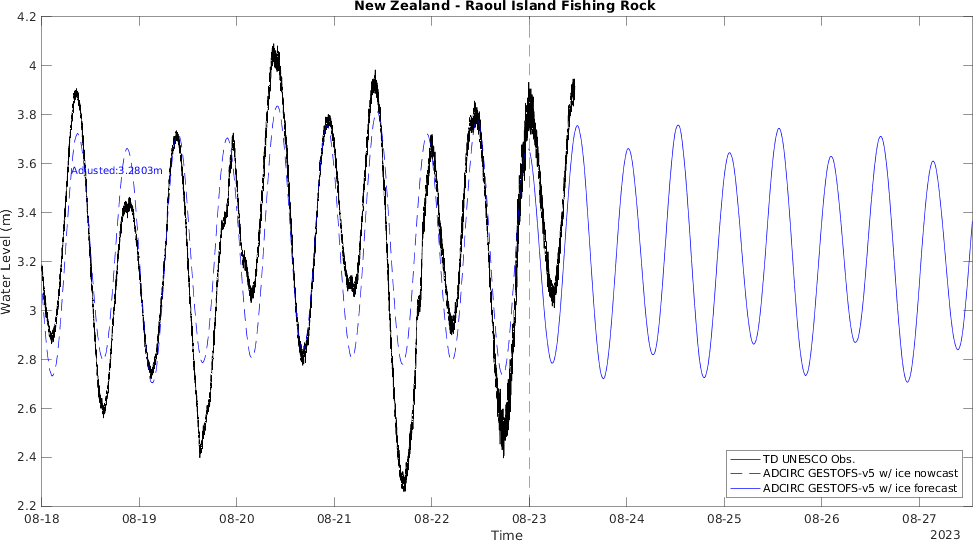 New Zealand - Raoul Island Fishing Rock
4.2
4
3.8
3.6
3.4
3.2
3
2.8
2.6
2.4
2.2
Water Level (m)
Adjusted:3.2803m
TD UNESCO Obs.
ADCIRC GESTOFS-v5 w/ ice nowcast
ADCIRC GESTOFS-v5 w/ ice forecast
08-18 08-19 08-20 08-21 08-22 08-23 08-24 08-25 08-26 08-27
Time
2023